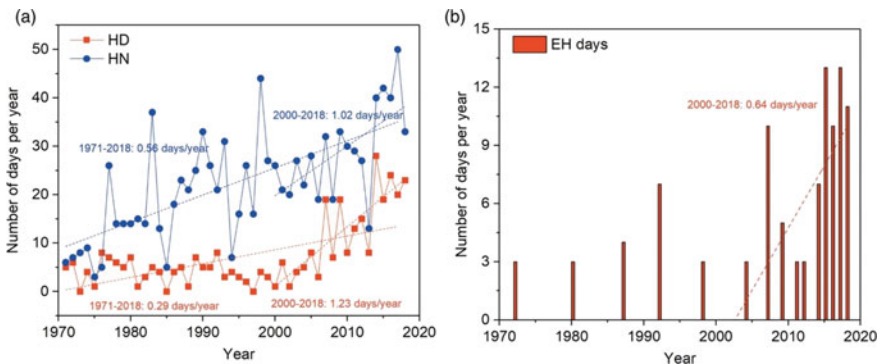 (a)
HD
HN
50
40
30
20
10
0
Number of days per year
1971-2018: 0.56 days/year
2000-2018: 1.02 days/year
1971-2018: 0.29 days/year
2000-2018: 1.23 days/year
1970 1980 1990 2000 2010 2020
Year
(b)
EH days
15
12
9
6
3
0
Number of days per year
2000-2018: 0.64 days/year
1970 1980 1990 2000 2010 2020
Year